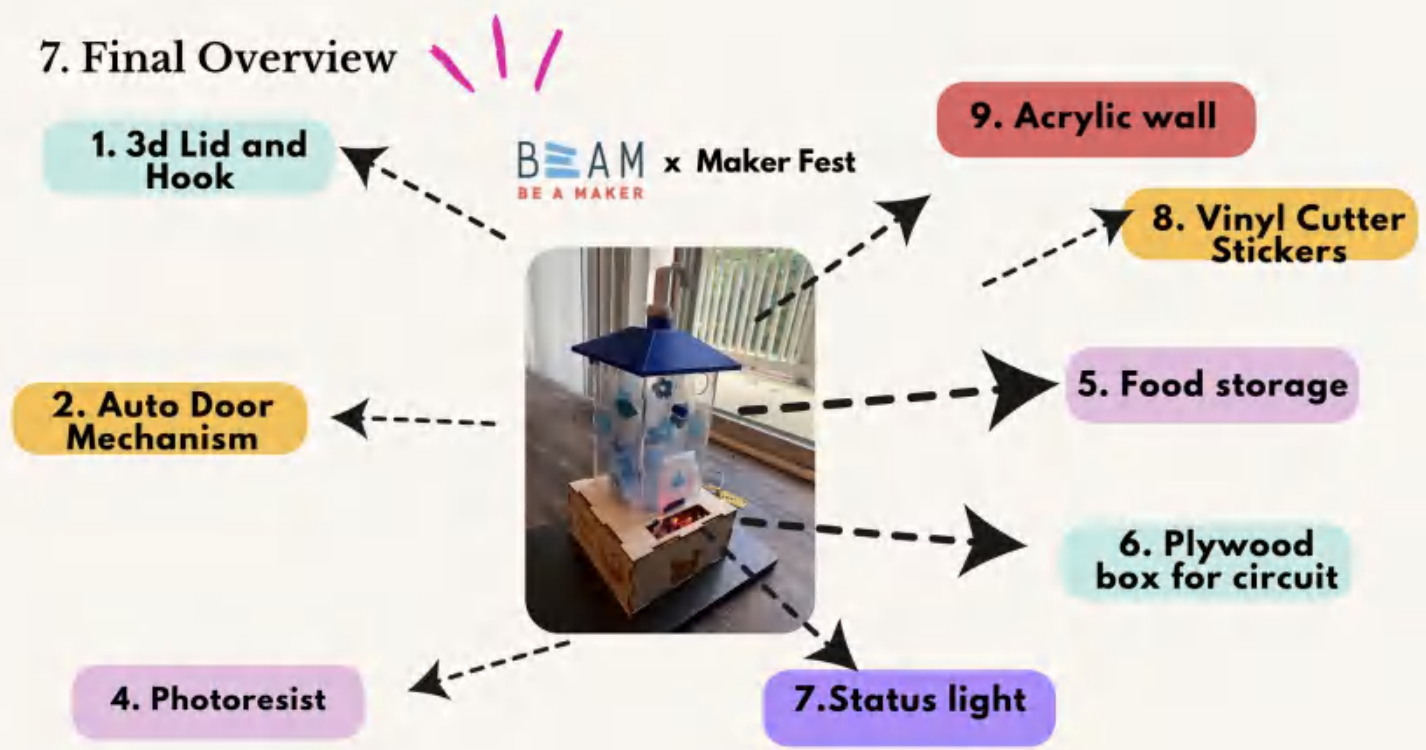 7. Final Overview
1. 3d Lid and
Hook
BEAM
BE A MAKER
x Maker Fest
9. Acrylic wall
8. Vinyl Cutter
Stickers
2. Auto Door
Mechanism
5. Food storage
6. Plywood
box for circuit
4. Photoresist
7.Status light